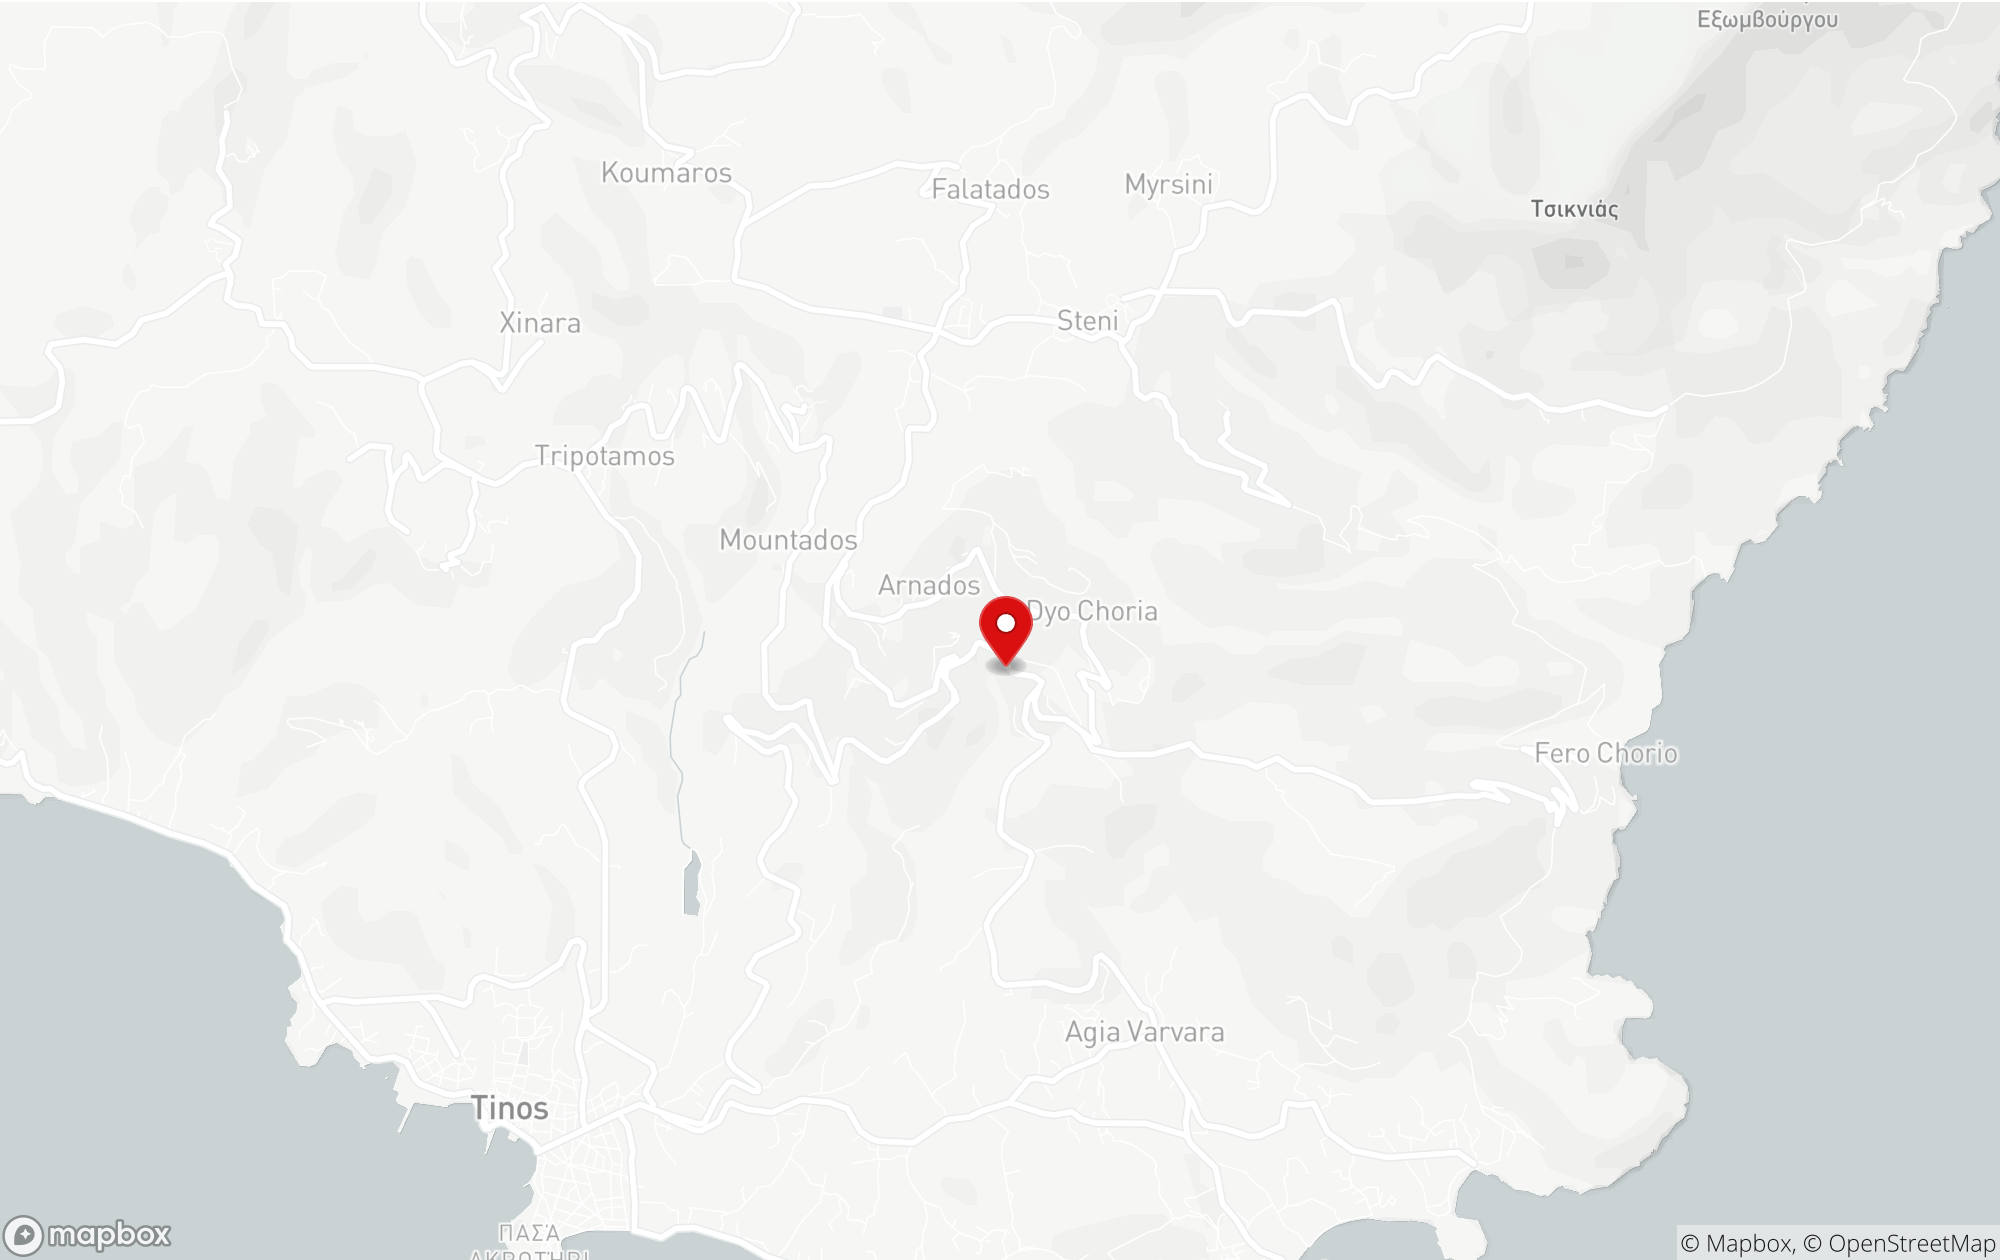 Εξωμβούργου
Koumaros
Falatados
Myrsini
Τσικνιάς
Xinara
Steni
Tripotamos
Mountados
Arnados
Dyo Choria
Fero Chorio
Agia Varvara
Tinos
ΠΑΣΆ
ΑΚΡΩΤΉΡΙ
mapbox
© Mapbox, © OpenStreetMap